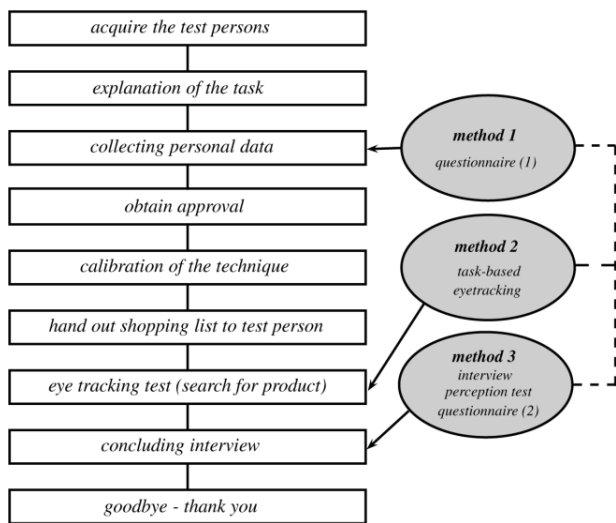 acquire the test persons
explanation of the task
collecting personal data
obtain approval
calibration of the technique
hand out shopping list to test person
eye tracking test (search for product)
concluding interview
goodbye - thank you
method 1
questionnaire (1)
method 2
task-based
eyetracking
method 3
interview
perception test
questionnaire (2)